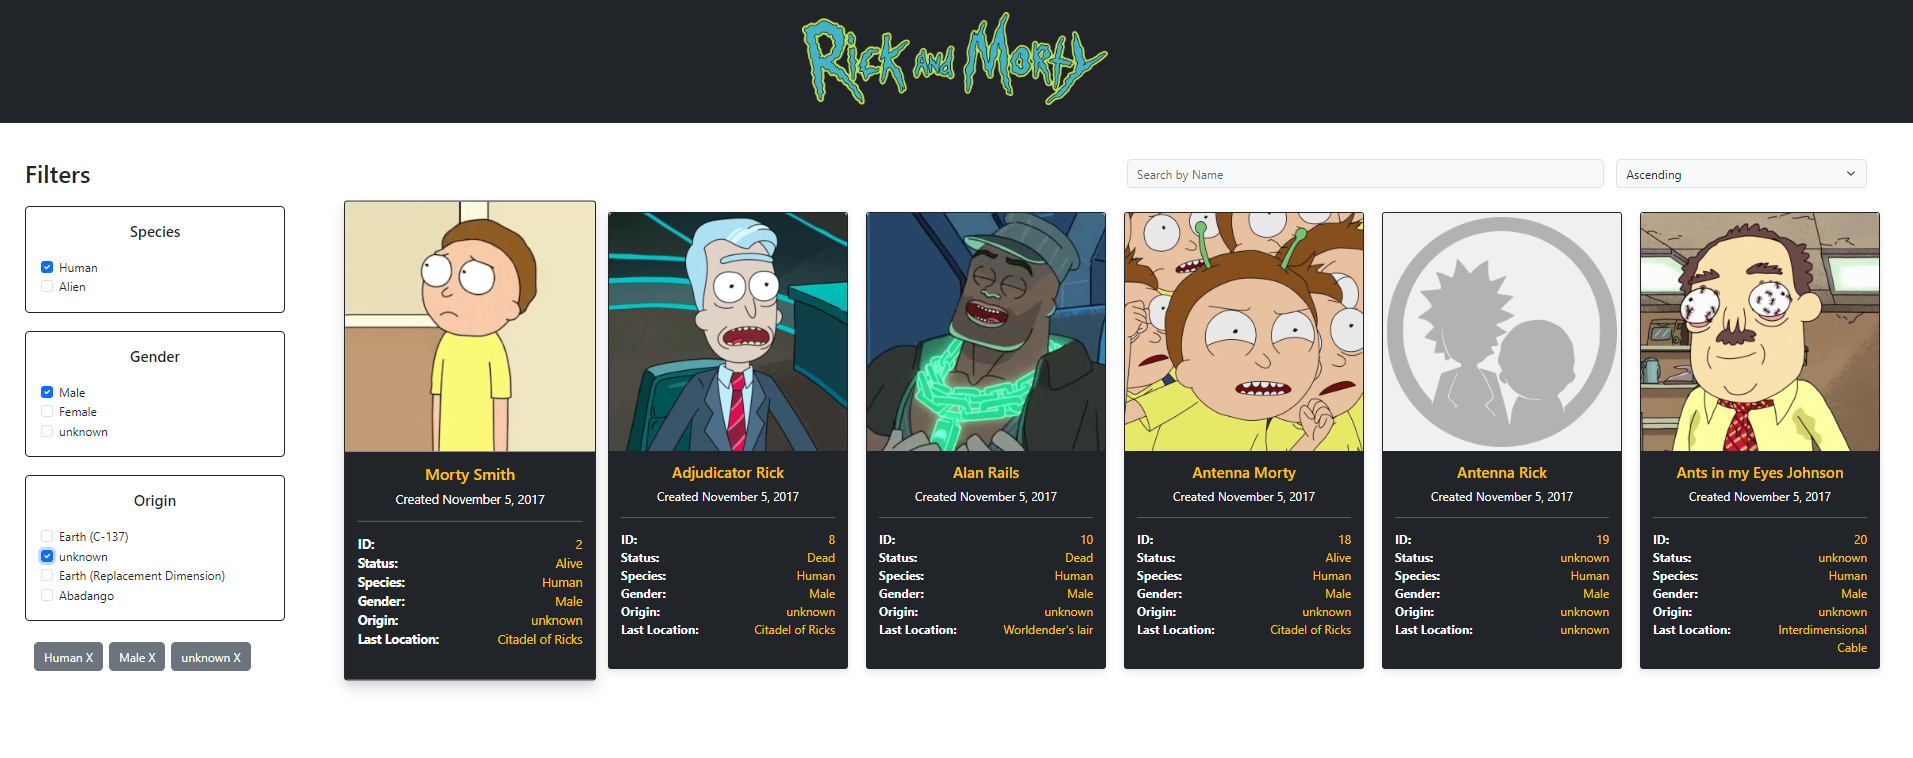 Rick and Morty
Filters
Search by Name
Ascending
Species
Human
Alien
Gender
Male
Female
unknown
Origin
Earth (C-137)
unknown
Earth (Replacement Dimension)
Abadango
Human X
Male X
unknown X
Morty Smith
Created November 5, 2017
ID: 2
Status: Alive
Species: Human
Gender: Male
Origin: unknown
Last Location: Citadel of Ricks
Adjudicator Rick
Created November 5, 2017
ID: 8
Status: Dead
Species: Human
Gender: Male
Origin: unknown
Last Location: Citadel of Ricks
Alan Rails
Created November 5, 2017
ID: 10
Status: Dead
Species: Human
Gender: Male
Origin: unknown
Last Location: Worldender's lair
Antenna Morty
Created November 5, 2017
ID: 18
Status: Alive
Species: Human
Gender: Male
Origin: unknown
Last Location: Citadel of Ricks
Antenna Rick
Created November 5, 2017
ID: 19
Status: unknown
Species: Human
Gender: Male
Origin: unknown
Last Location: unknown
Ants in my Eyes Johnson
Created November 5, 2017
ID: 20
Status: unknown
Species: Human
Gender: Male
Origin: unknown
Last Location: Interdimensional
Cable